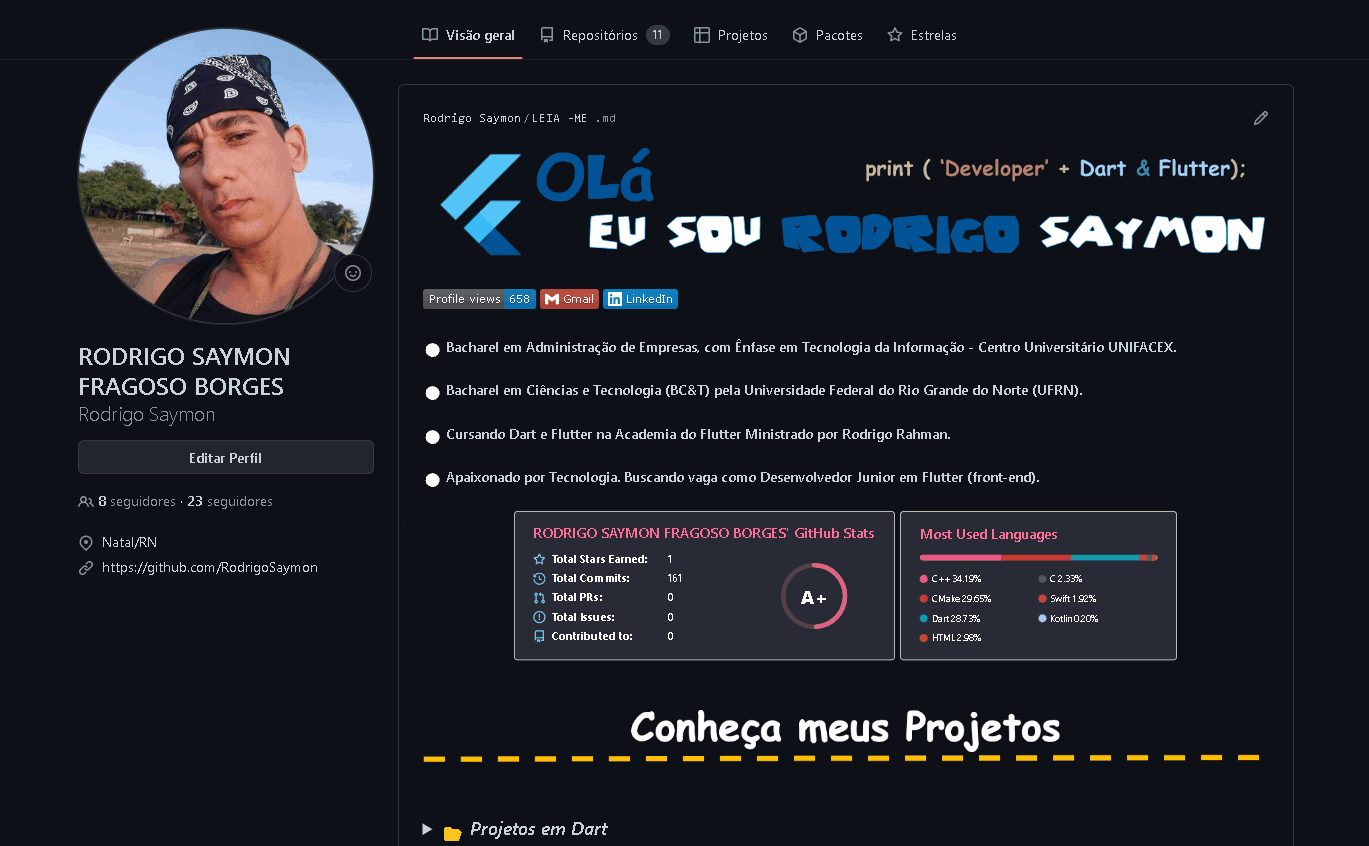 Visão geral
Repositórios 11
Projetos
Pacotes
Estrelas
RODRIGO SAYMON
FRAGOSO BORGES
Rodrigo Saymon
Editar Perfil
8 seguidores · 23 seguidores
Natal/RN
https://github.com/RodrigoSaymon
Rodrigo Saymon/LEIA -ME .md
OLá
print ( 'Developer' + Dart & Flutter);
EU SOU RODRIGO SAYMON
Profile views 658
Gmail
LinkedIn
Bacharel em Administração de Empresas, com Ênfase em Tecnologia da Informação - Centro Universitário UNIFACEX.
Bacharel em Ciências e Tecnologia (BC&T) pela Universidade Federal do Rio Grande do Norte (UFRN).
Cursando Dart e Flutter na Academia do Flutter Ministrado por Rodrigo Rahman.
Apaixonado por Tecnologia. Buscando vaga como Desenvolvedor Junior em Flutter (front-end).
RODRIGO SAYMON FRAGOSO BORGES' GitHub Stats
Total Stars Earned: 1
Total Commits: 161
Total PRs: 0
Total Issues: 0
Contributed to: 0
A+
Most Used Languages
C++ 34.19%
CMake 29.65%
Dart 28.73%
HTML 2.98%
C 2.33%
Swift 1.92%
Kotlin 0.20%
Conheça meus Projetos
Projetos em Dart